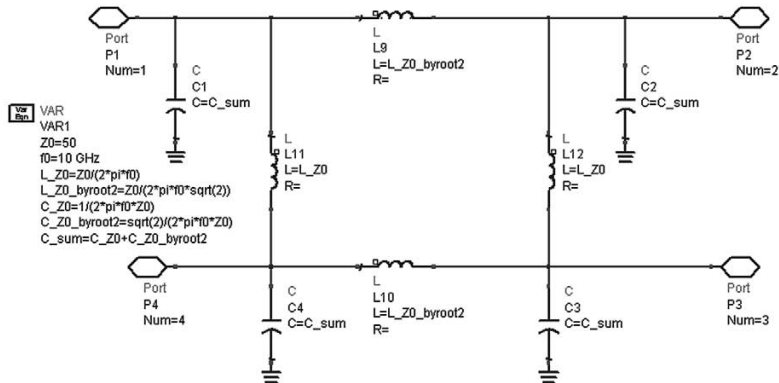 Port
P1
Num=1
L
L9
L=L_Z0_byroot2
R=
Port
P2
Num=2
C
C1
C=C_sum
C
C2
C=C_sum
Var
Eqn
VAR
VAR1
Z0=50
f0=10 GHz
L_Z0=Z0/(2*pi*f0)
L_Z0_byroot2=Z0/(2*pi*f0*sqrt(2))
C_Z0=1/(2*pi*f0*Z0)
C_Z0_byroot2=sqrt(2)/(2*pi*f0*Z0)
C_sum=C_Z0+C_Z0_byroot2
L
L11
L=L_Z0
R=
L
L12
L=L_Z0
R=
Port
P4
Num=4
C
C4
C=C_sum
L
L10
L=L_Z0_byroot2
R=
C
C3
C=C_sum
Port
P3
Num=3